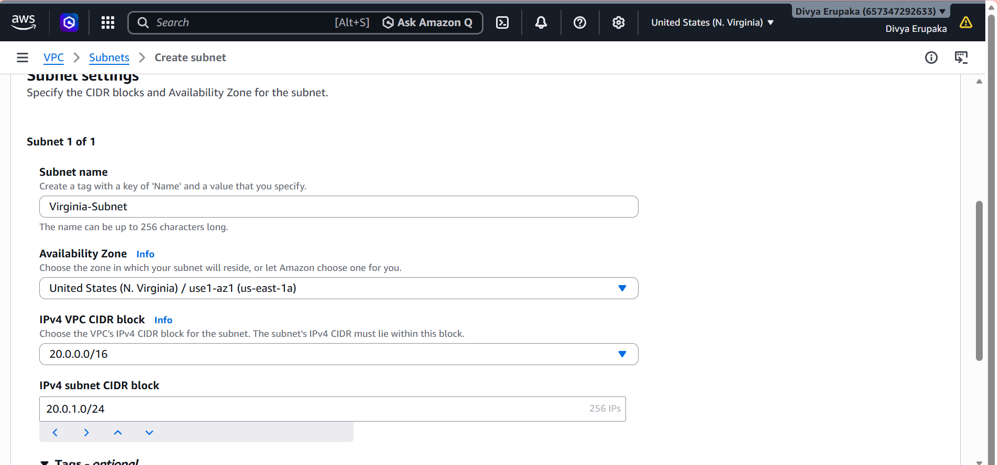 aws
Search [Alt+S] Ask Amazon Q
United States (N. Virginia)
Divya Erupaka (657347292633)
Divya Erupaka
VPC Subnets Create subnet
Subnet settings
Specify the CIDR blocks and Availability Zone for the subnet.
Subnet 1 of 1
Subnet name
Create a tag with a key of 'Name' and a value that you specify.
Virginia-Subnet
The name can be up to 256 characters long.
Availability Zone Info
Choose the zone in which your subnet will reside, or let Amazon choose one for you.
United States (N. Virginia) / use1-az1 (us-east-1a)
IPv4 VPC CIDR block Info
Choose the VPC's IPv4 CIDR block for the subnet. The subnet's IPv4 CIDR must lie within this block.
20.0.0.0/16
IPv4 subnet CIDR block
20.0.1.0/24 256 IPs
Tags - optional